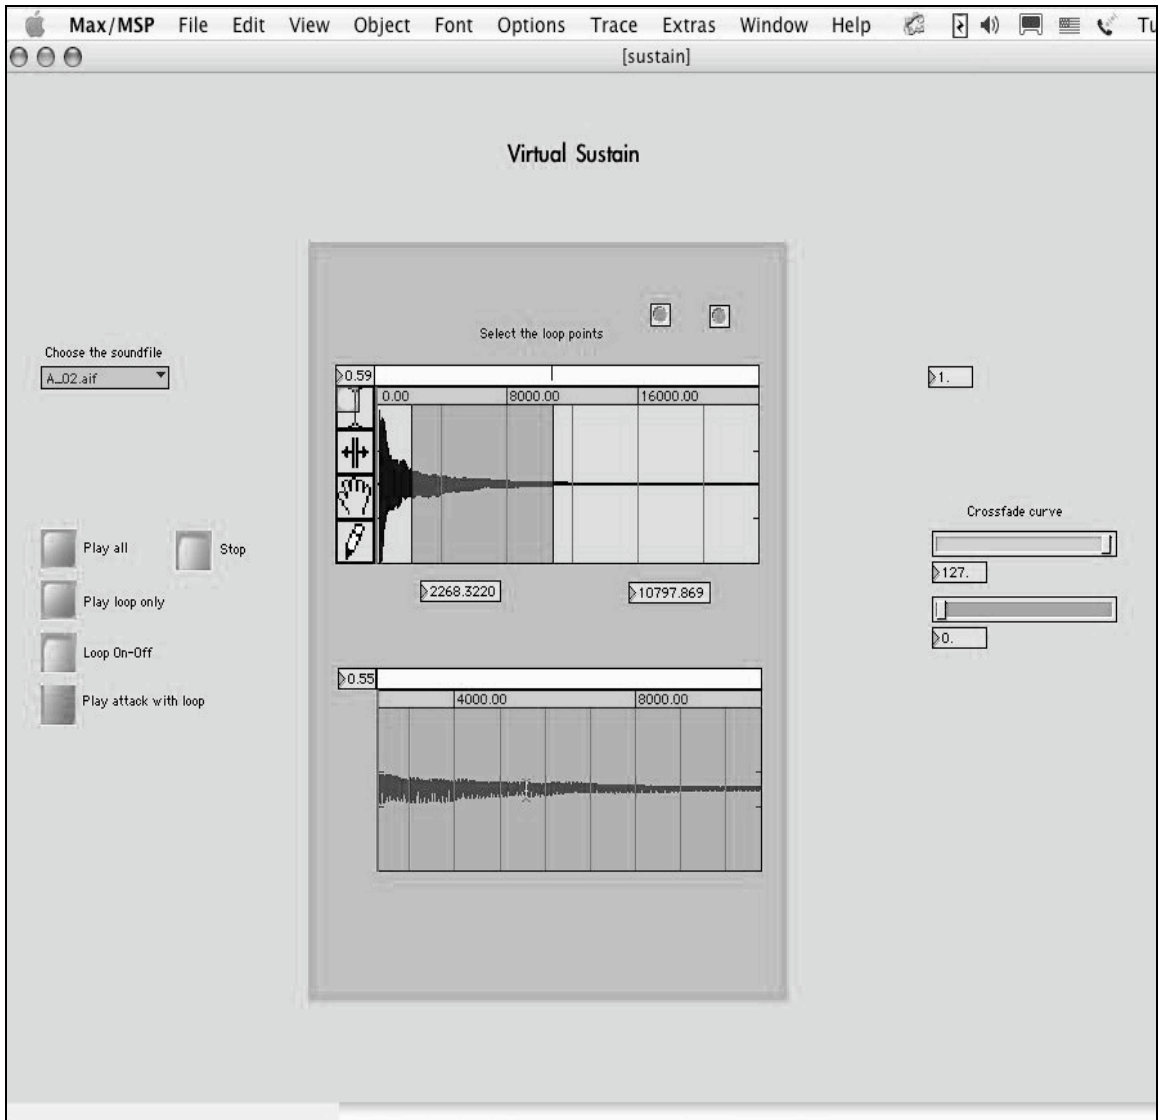 Max/MSP File Edit View Object Font Options Trace Extras Window Help Tu
[sustain]
Virtual Sustain
Select the loop points
Choose the soundfile
A_02.aif
0.59
0.00 8000.00 16000.00
1.
Crossfade curve
Play all
Stop
127.
2268.3220 10797.869
Play loop only
0.
Loop On-Off
0.55
Play attack with loop
4000.00 8000.00